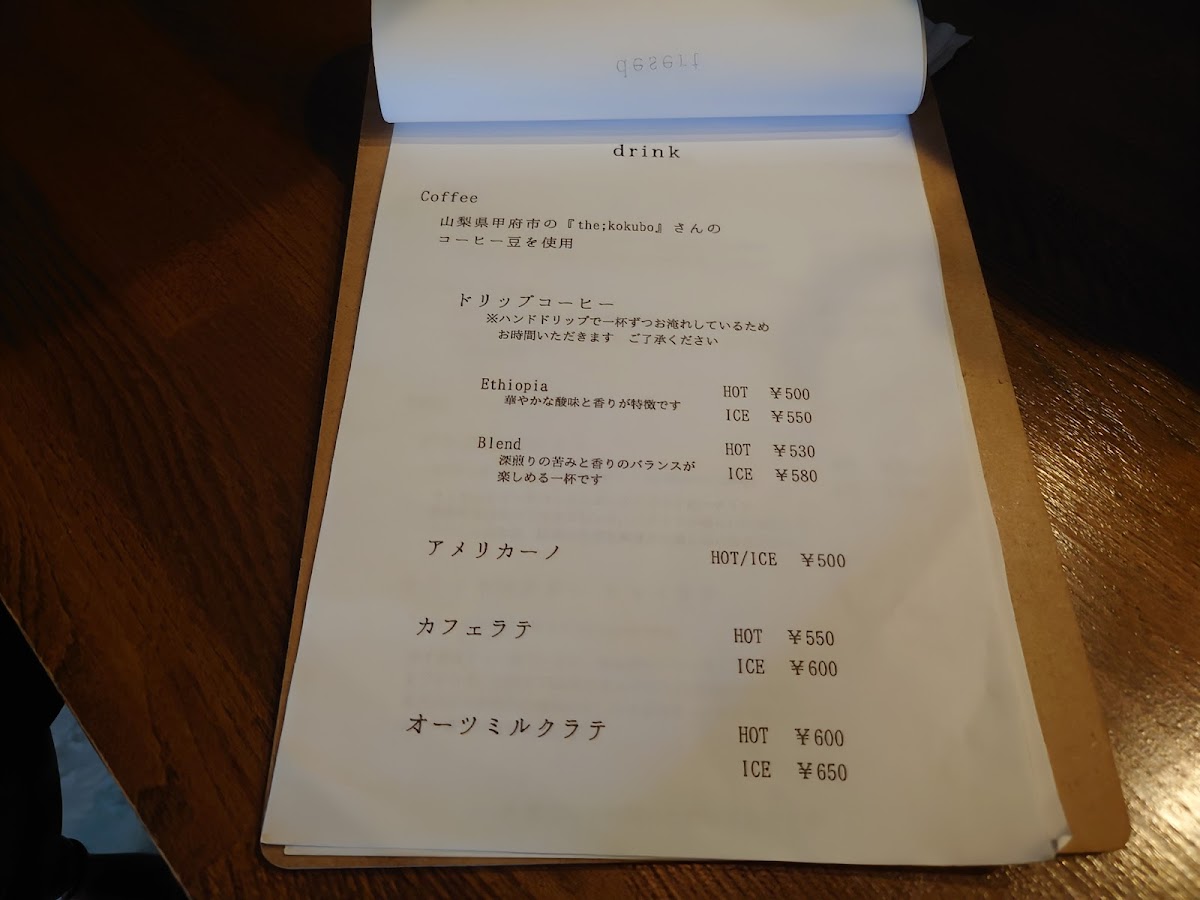 desert
drink
Coffee
山梨県甲府市の『the;kokubo』さんの
コーヒー豆を使用
ドリップコーヒー
※ハンドドリップで一杯ずつお淹れしているため
お時間いただきます　ご了承ください
Ethiopia HOT ¥500
華やかな酸味と香りが特徴です
ICE ¥550
Blend HOT ¥530
深煎りの苦みと香りのバランスが
ICE ¥580
楽しめる一杯です
アメリカーノ HOT/ICE ¥500
カフェラテ HOT ¥550
ICE ¥600
オーツミルクラテ HOT ¥600
ICE ¥650